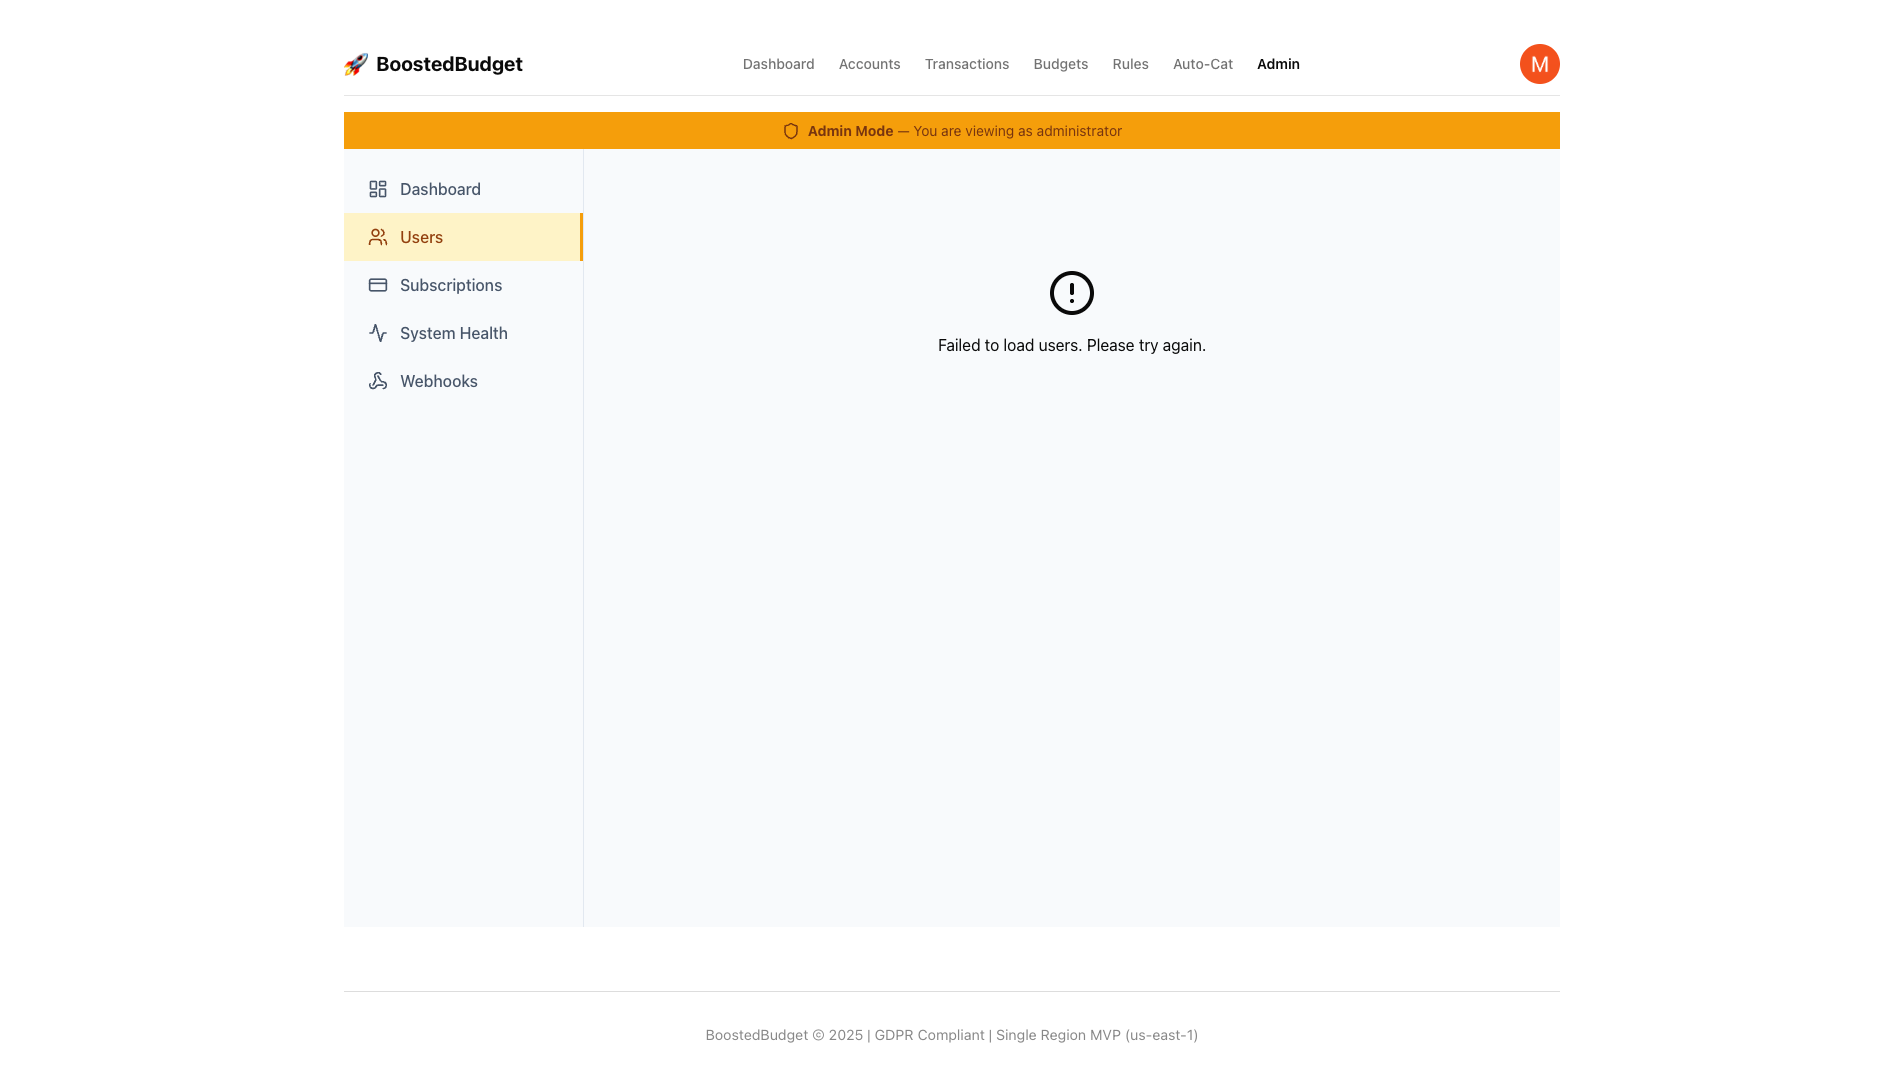 🚀 BoostedBudget
Dashboard Accounts Transactions Budgets Rules Auto-Cat Admin
M
Admin Mode — You are viewing as administrator
Dashboard
Users
Subscriptions
System Health
Webhooks
Failed to load users. Please try again.
BoostedBudget © 2025 | GDPR Compliant | Single Region MVP (us-east-1)